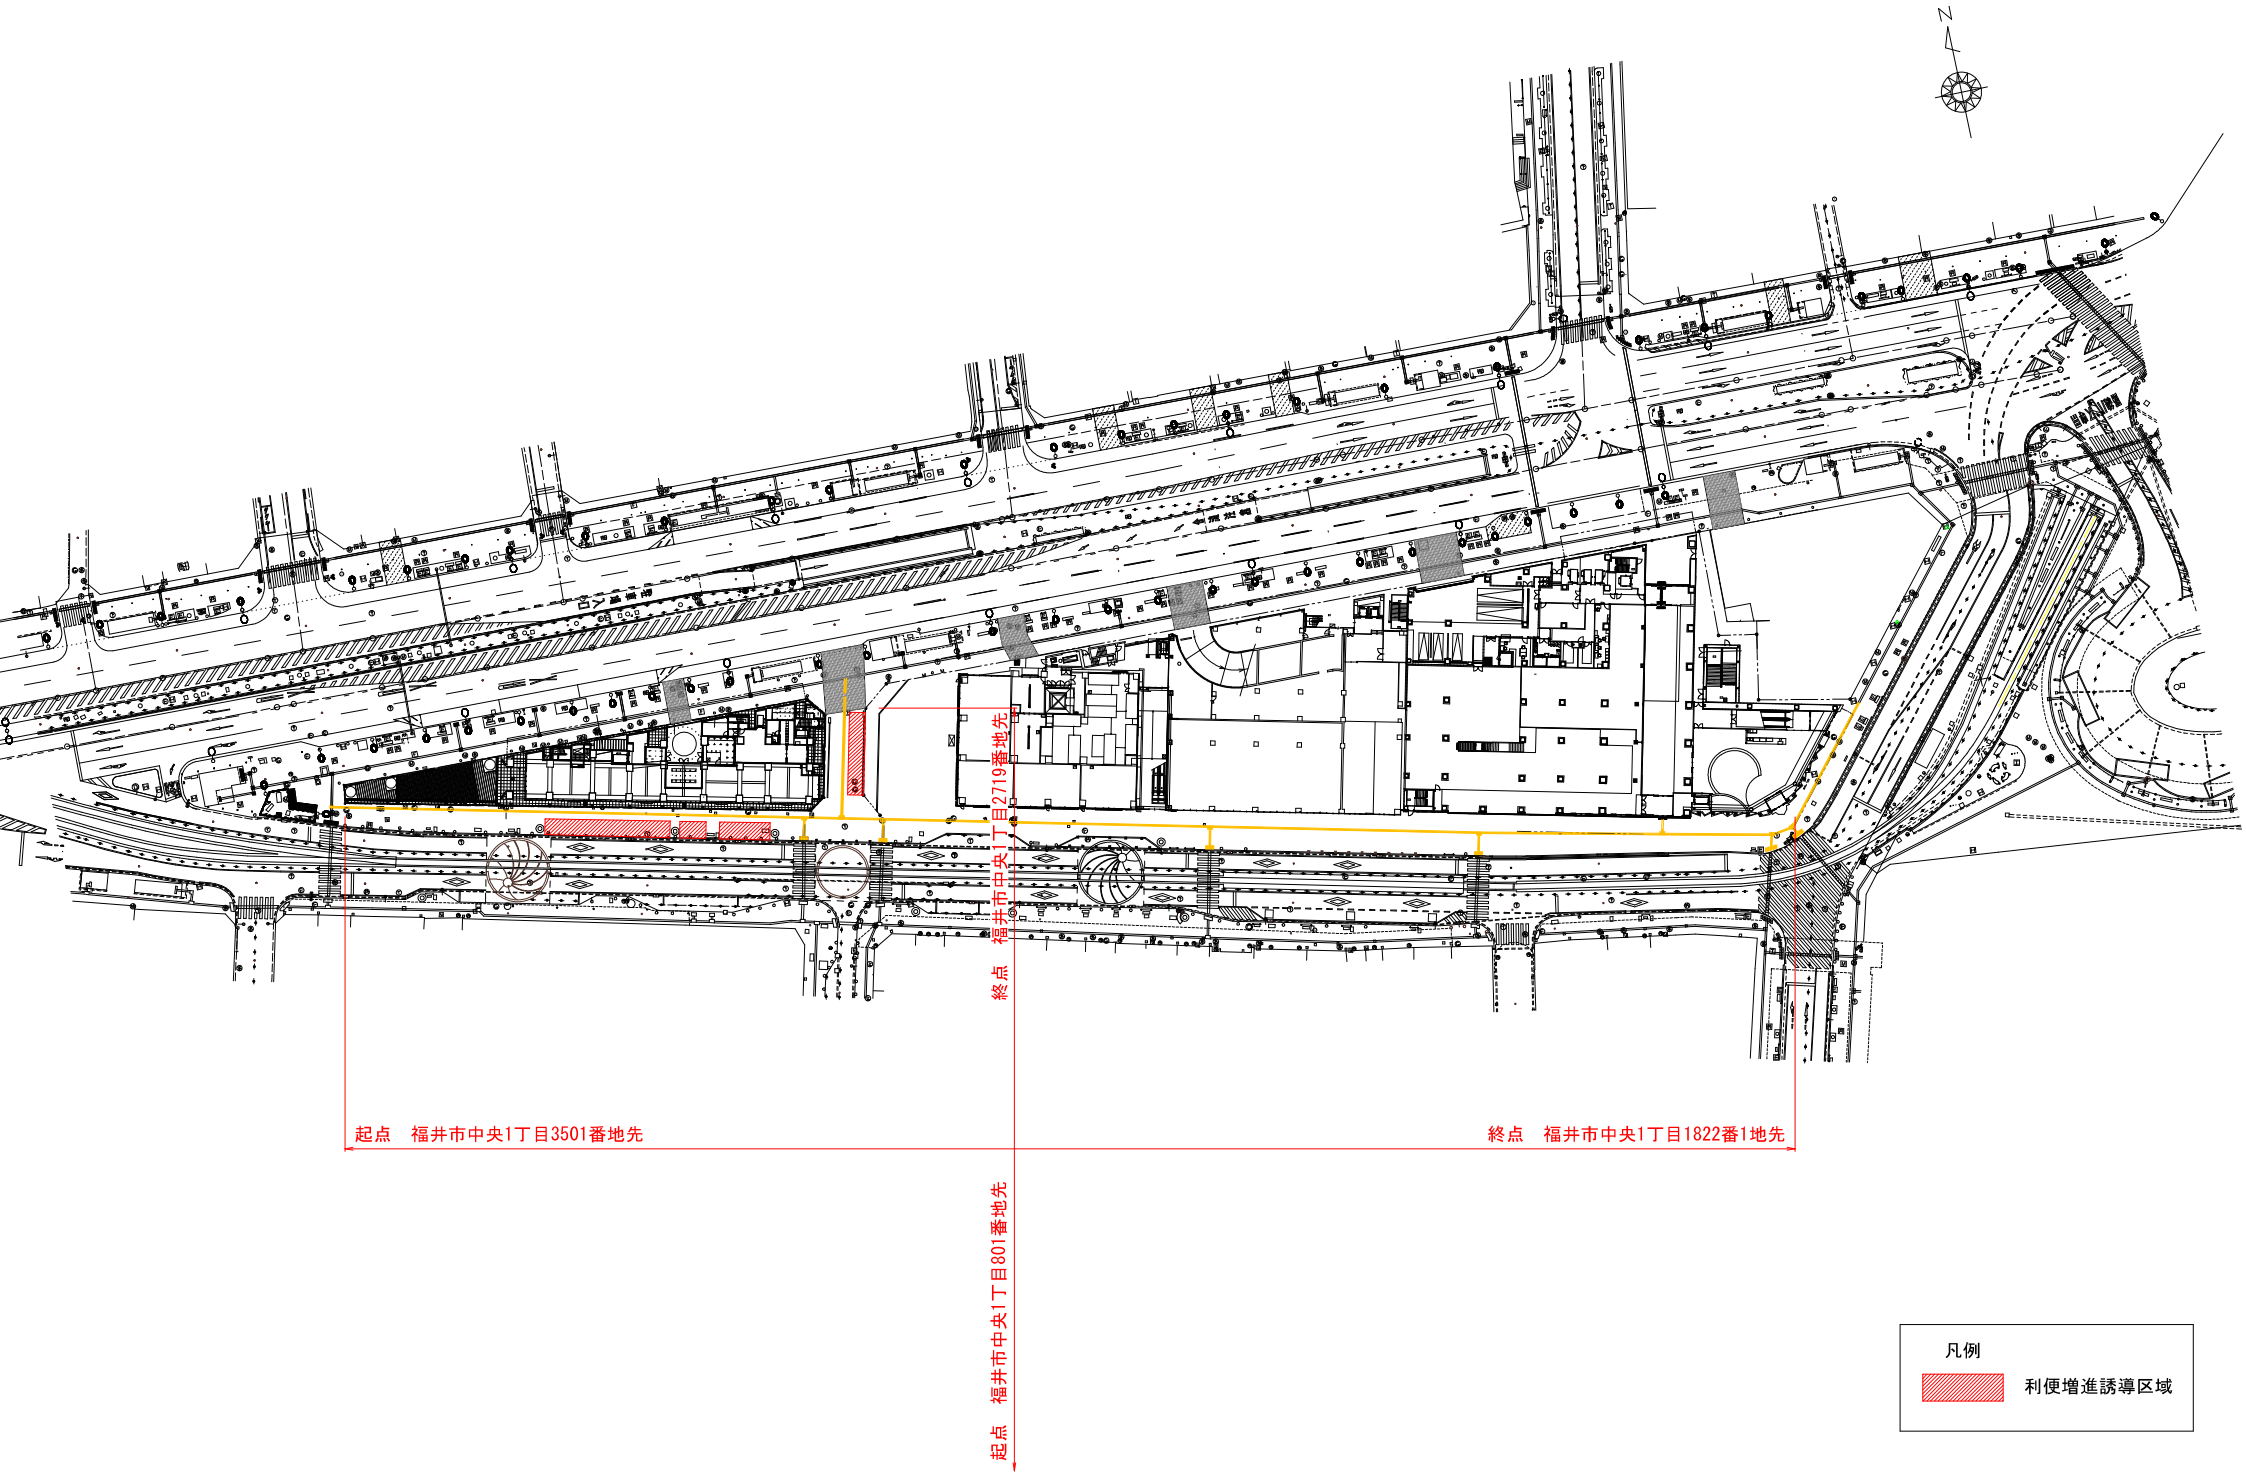 N
終点　福井市中央1丁目2719番地先
起点　福井市中央1丁目3501番地先
終点　福井市中央1丁目1822番1地先
起点　福井市中央1丁目801番地先
凡例
利便増進誘導区域